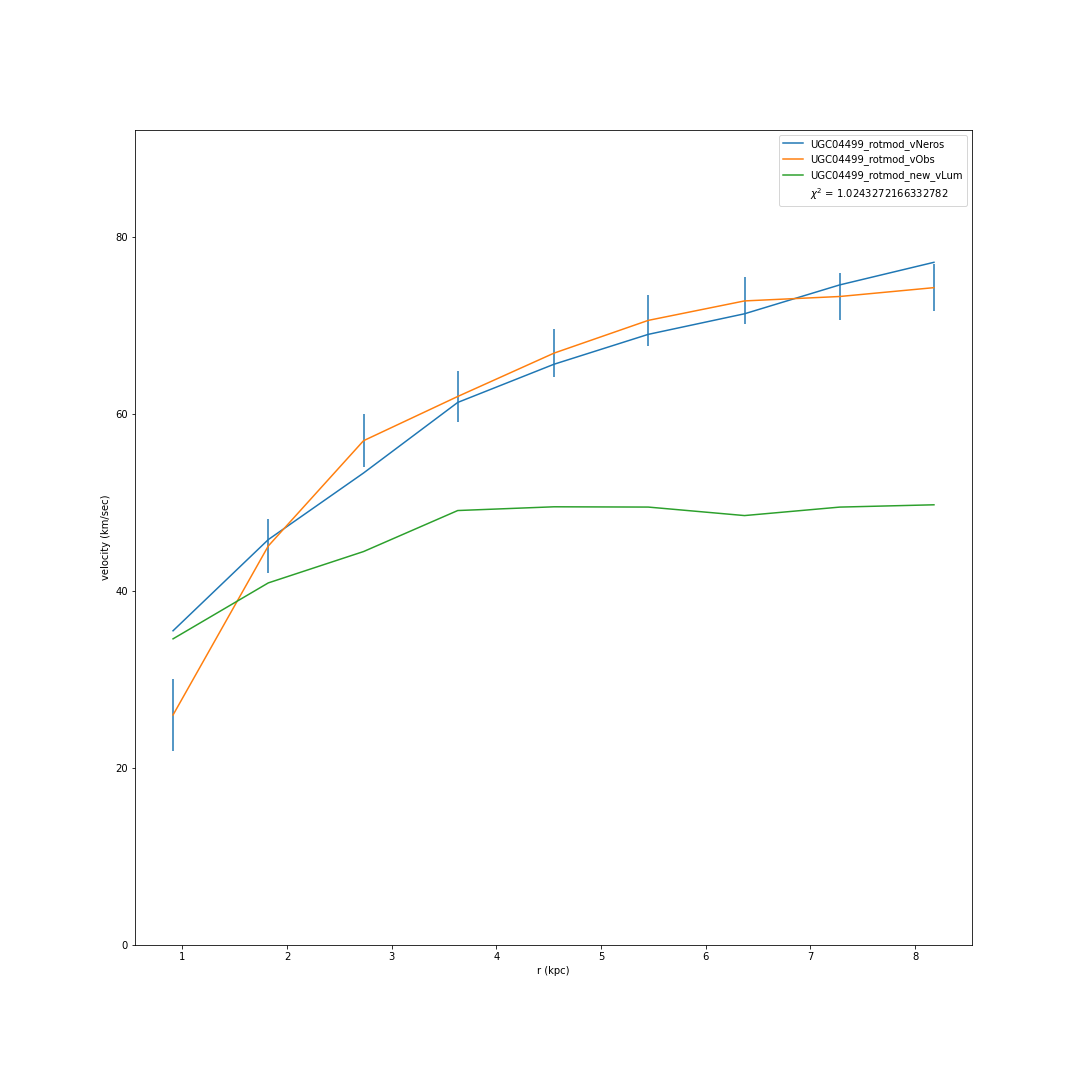 UGC04499_rotmod_vNeros
UGC04499_rotmod_vObs
UGC04499_rotmod_new_vLum
χ² = 1.0243272166332782
80
60
40
20
0
velocity (km/sec)
1 2 3 4 5 6 7 8
r (kpc)